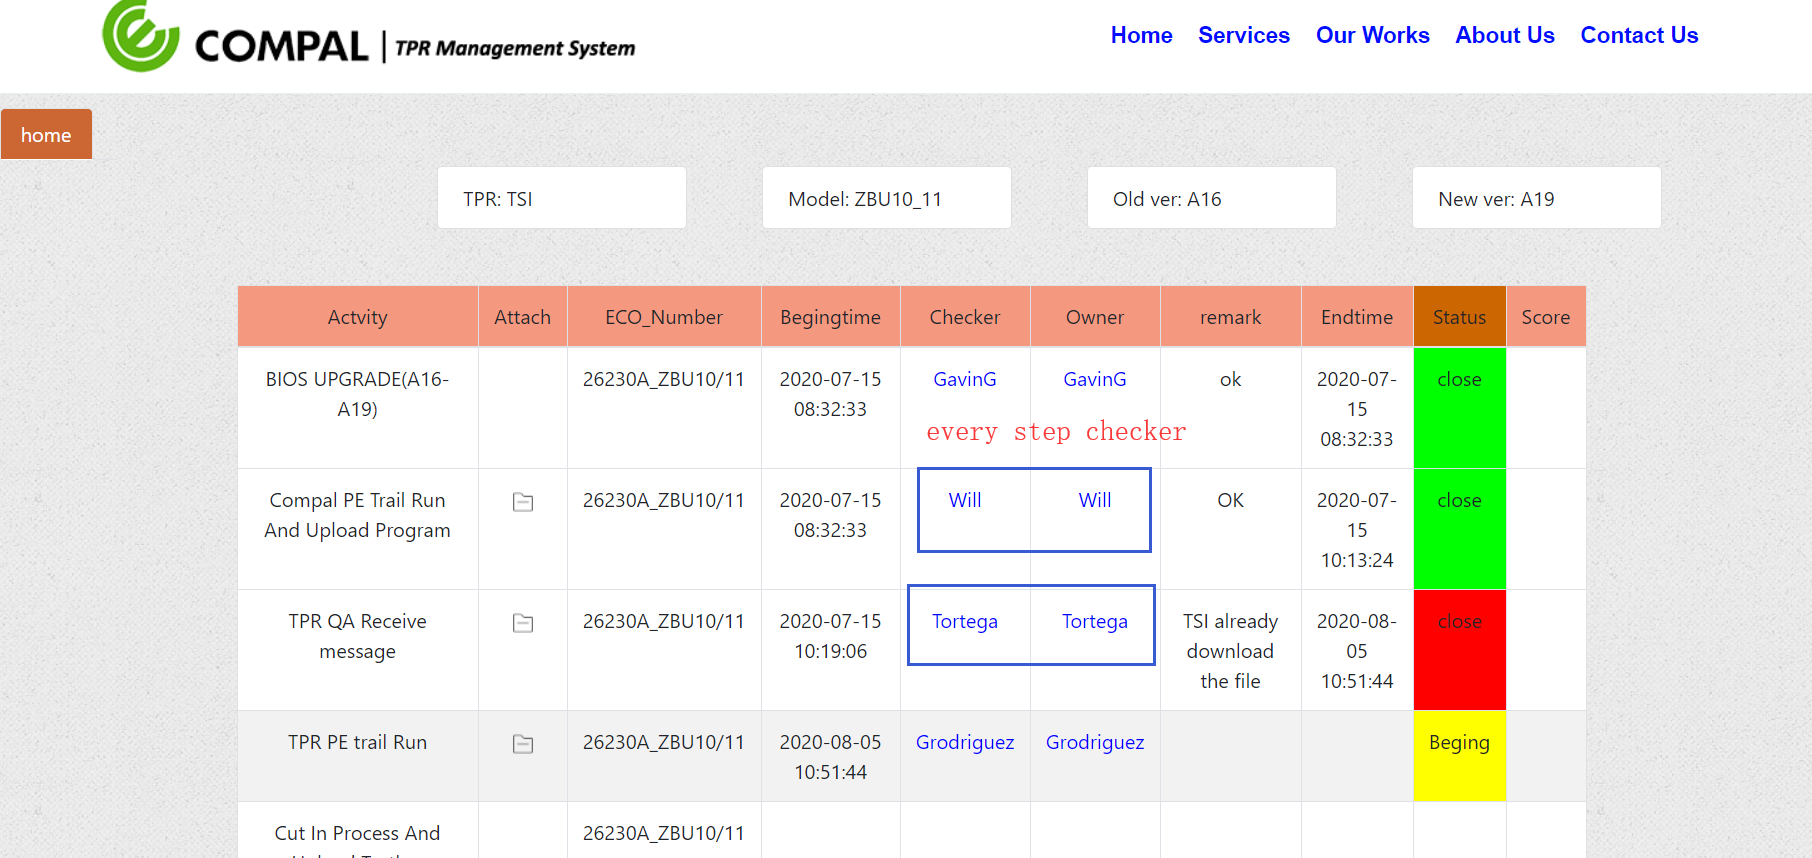 COMPAL | TPR Management System
Home Services Our Works About Us Contact Us
home
TPR: TSI
Model: ZBU10_11
Old ver: A16
New ver: A19
Actvity Attach ECO_Number Begingtime Checker Owner remark Endtime Status Score
BIOS UPGRADE(A16- 26230A_ZBU10/11 2020-07-15 GavinG GavinG ok 2020-07- close
A19) 08:32:33 15
every step checker 08:32:33
Compal PE Trail Run 26230A_ZBU10/11 2020-07-15 Will Will OK 2020-07- close
And Upload Program 08:32:33 15
10:13:24
TPR QA Receive 26230A_ZBU10/11 2020-07-15 Tortega Tortega TSI already 2020-08- close
message 10:19:06 download 05
the file 10:51:44
TPR PE trail Run 26230A_ZBU10/11 2020-08-05 Grodriguez Grodriguez Beging
10:51:44
Cut In Process And 26230A_ZBU10/11